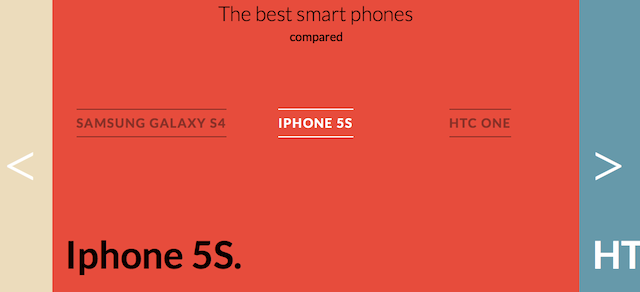 The best smart phones
compared
SAMSUNG GALAXY S4 IPHONE 5S HTC ONE
< >
Iphone 5S. HT